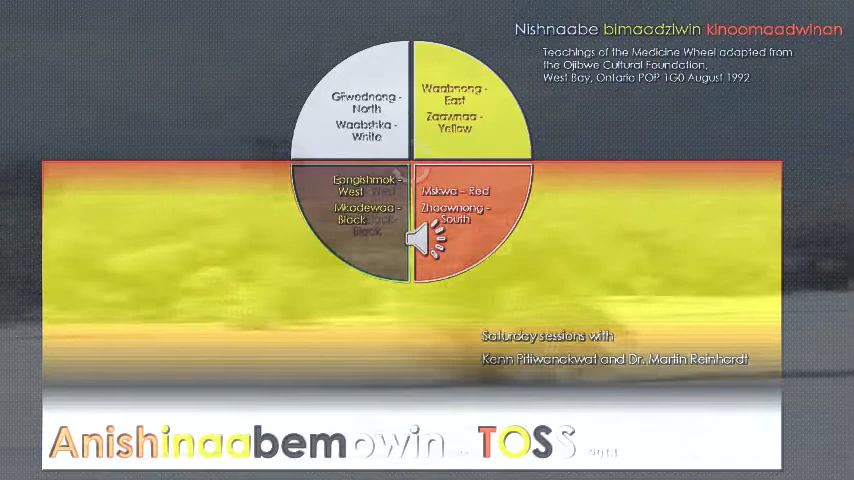 Nishnaabe bimaadziwin kinoomaadwinan
Teachings of the Medicine Wheel adapted from
the Ojibwe Cultural Foundation,
West Bay, Ontario POP 1G0 August 1992
Giiwednong -
North
Waabshka -
White
Waabnong -
East
Zaawnaa -
Yellow
Epngishmok -
West
Mkadewaa -
Black
Mskwa - Red
Zhaawnong -
South
Saturday sessions with
Kenn Pitiwanakwat and Dr. Martin Reinhardt
Anishinaabemowin TOSS